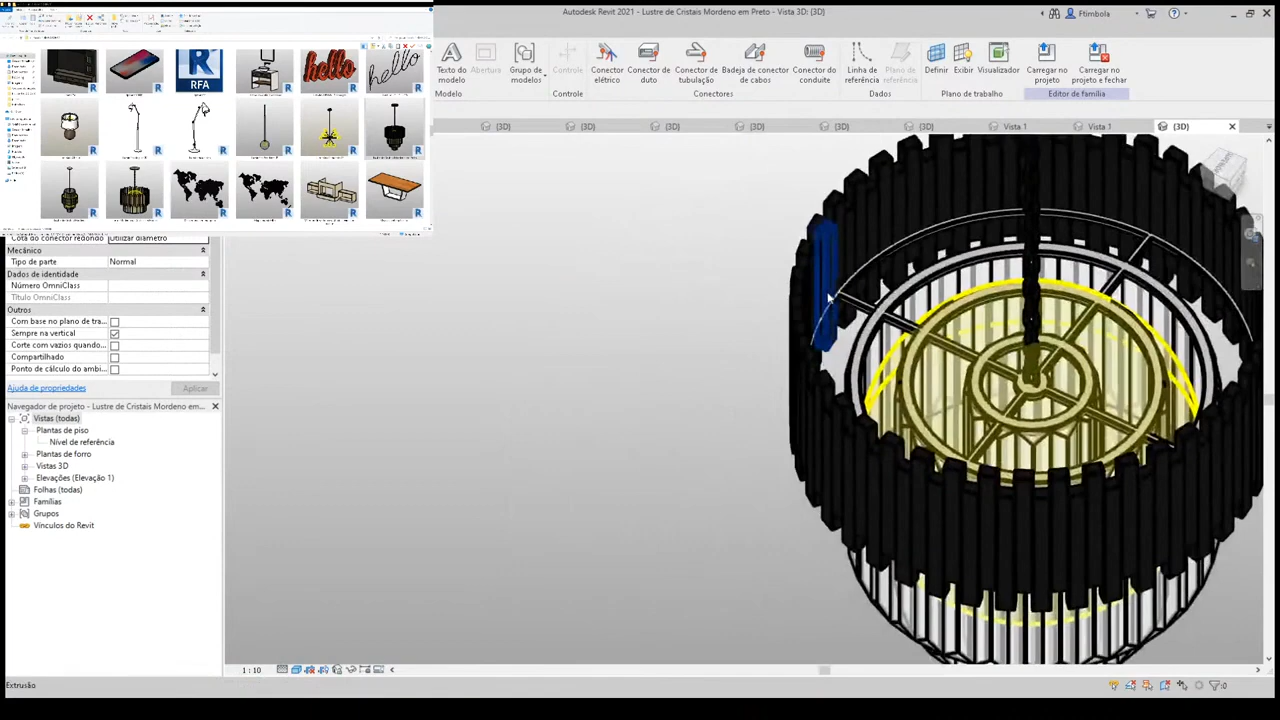 Autodesk Revit 2021 - Lustre de Cristais Mordeno em Preto - Vista 3D: {3D}
Ftimbola
hello hello
RFA
Texto do modelo
Abertura
Grupo de modelos
Controle
Conector elétrico
Conector de duto
Conector de tubulação
Bandeja de conector de cabos
Conector do conduíte
Linha de referência
Plano de referência
Definir
Exibir
Visualizador
Carregar no projeto
Carregar no projeto e fechar
Modelo
Controle
Conectores
Dados
Plano de trabalho
Editor de família
{3D} {3D} {3D} {3D} {3D} {3D} Vista 1 Vista 1 {3D}
Cota do conector redondo Utilizar diâmetro
Mecânico
Tipo de parte Normal
Dados de identidade
Número OmniClass
Título OmniClass
Outros
Com base no plano de tra...
Sempre na vertical
Corte com vazios quando...
Compartilhado
Ponto de cálculo do ambi...
Ajuda de propriedades Aplicar
Navegador de projeto - Lustre de Cristais Mordeno em...
Vistas (todas)
Plantas de piso
Nível de referência
Plantas de forro
Vistas 3D
Elevações (Elevação 1)
Folhas (todas)
Famílias
Grupos
Vínculos do Revit
1 : 10
Extrusão
:0